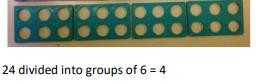 24 divided into groups of 6 = 4